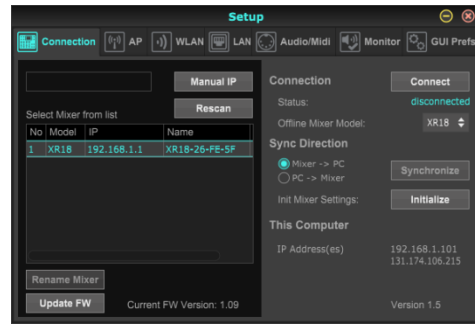 Setup
Connection AP WLAN LAN Audio/Midi Monitor GUI Prefs
Manual IP
Select Mixer from list
Rescan
No Model IP Name
1 XR18 192.168.1.1 XR18-26-FE-5F
Rename Mixer
Update FW Current FW Version: 1.09
Connection Connect
Status: disconnected
Offline Mixer Model: XR18
Sync Direction
Mixer -> PC
PC -> Mixer
Synchronize
Init Mixer Settings: Initialize
This Computer
IP Address(es) 192.168.1.101
131.174.106.215
Version 1.5